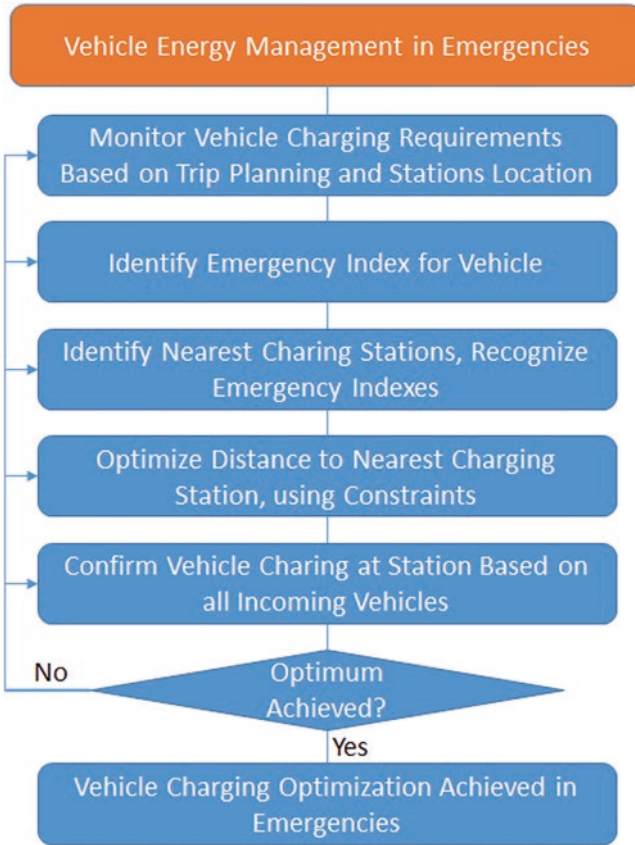 Vehicle Energy Management in Emergencies
Monitor Vehicle Charging Requirements
Based on Trip Planning and Stations Location
Identify Emergency Index for Vehicle
Identify Nearest Charing Stations, Recognize
Emergency Indexes
Optimize Distance to Nearest Charging
Station, using Constraints
Confirm Vehicle Charing at Station Based on
all Incoming Vehicles
No
Optimum
Achieved?
Yes
Vehicle Charging Optimization Achieved in
Emergencies